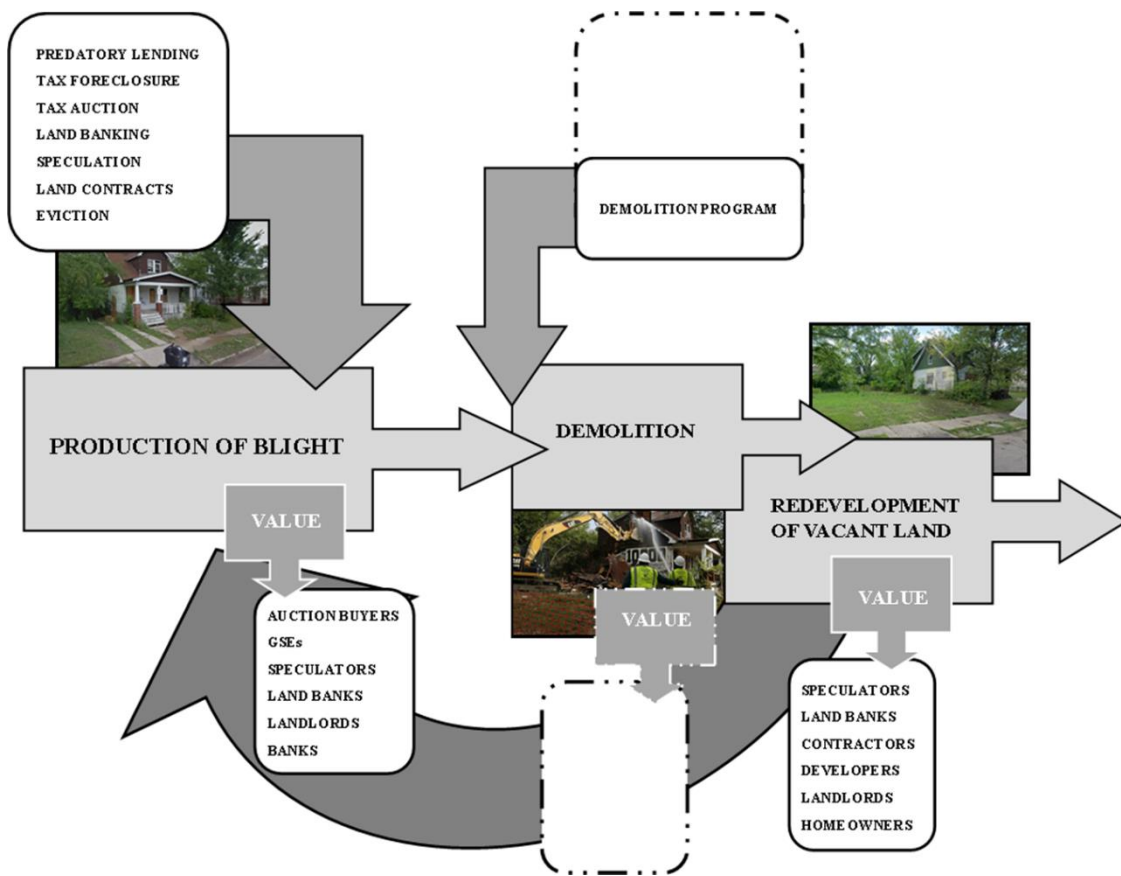 PREDATORY LENDING
TAX FORECLOSURE
TAX AUCTION
LAND BANKING
SPECULATION
LAND CONTRACTS
EVICTION
DEMOLITION PROGRAM
PRODUCTION OF BLIGHT
DEMOLITION
REDEVELOPMENT
OF VACANT LAND
VALUE
VALUE
VALUE
AUCTION BUYERS
GSEs
SPECULATORS
LAND BANKS
LANDLORDS
BANKS
SPECULATORS
LAND BANKS
CONTRACTORS
DEVELOPERS
LANDLORDS
HOME OWNERS